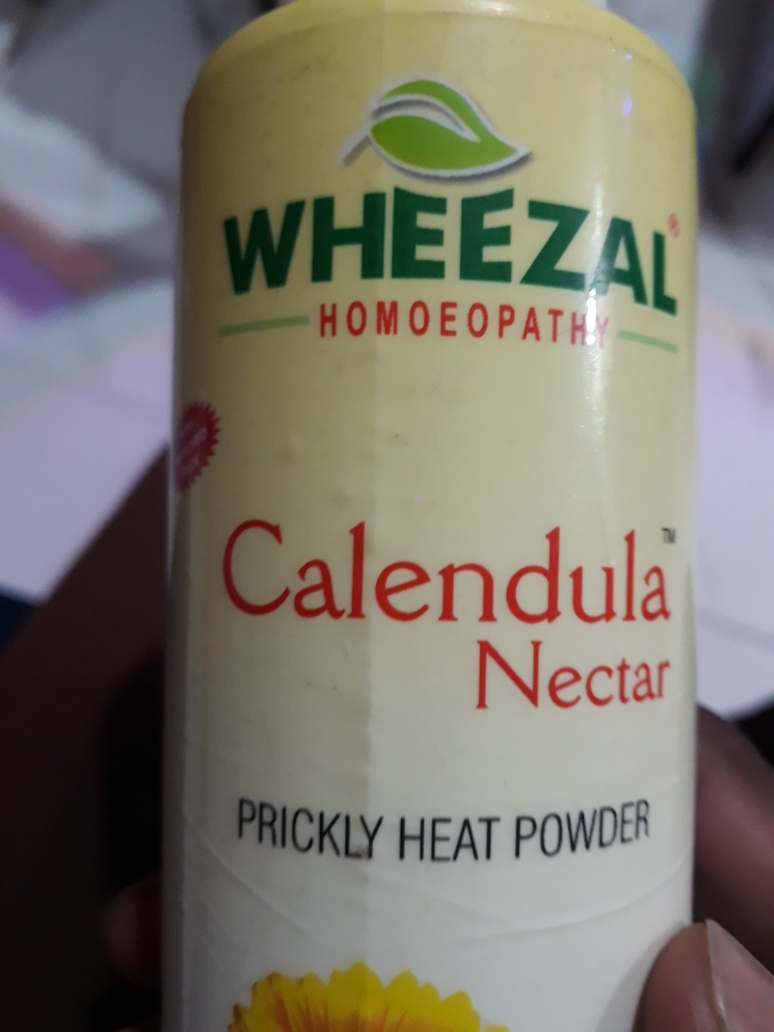 WHEEZAL®
HOMOEOPATHY
Calendula™
Nectar
PRICKLY HEAT POWDER